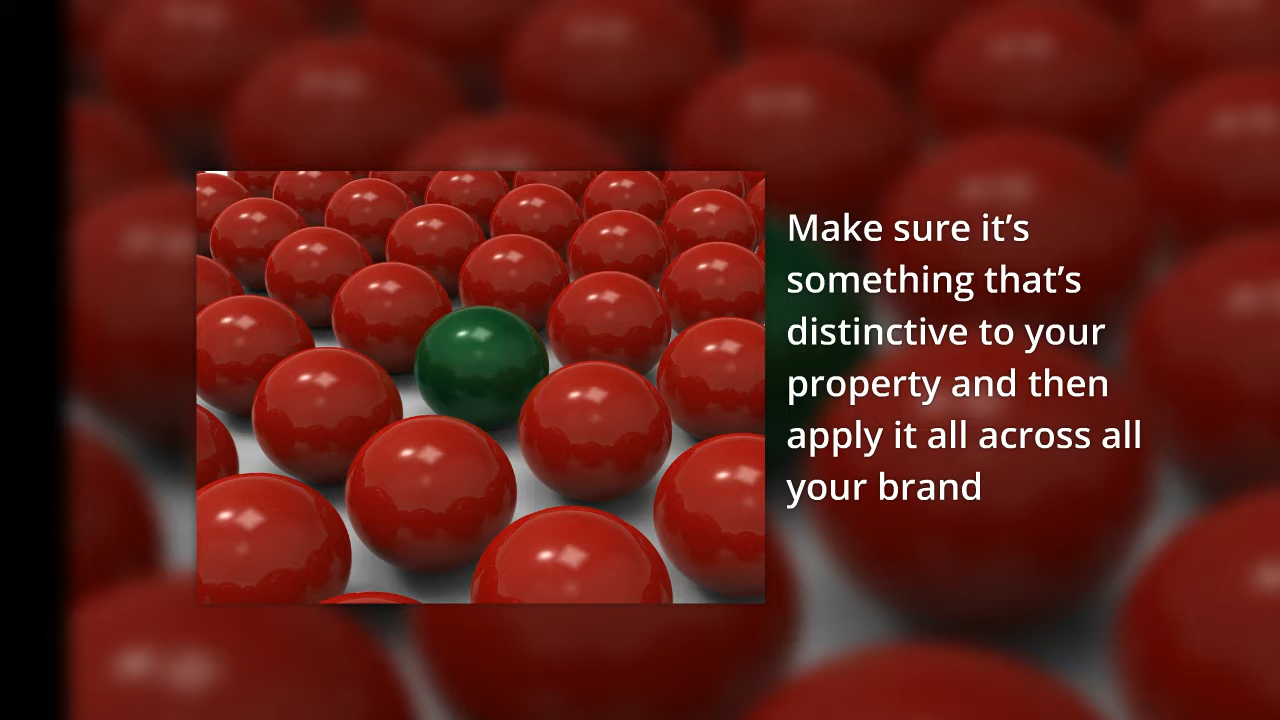 Make sure it’s
something that’s
distinctive to your
property and then
apply it all across all
your brand